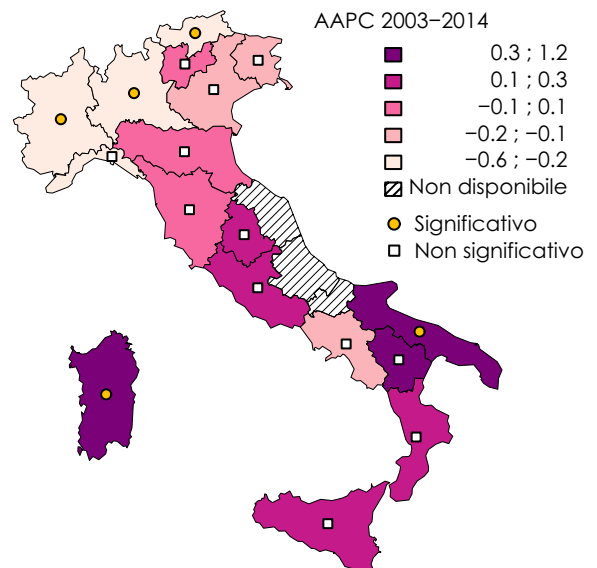 AAPC 2003−2014
0.3 ; 1.2
0.1 ; 0.3
−0.1 ; 0.1
−0.2 ; −0.1
−0.6 ; −0.2
Non disponibile
Significativo
Non significativo